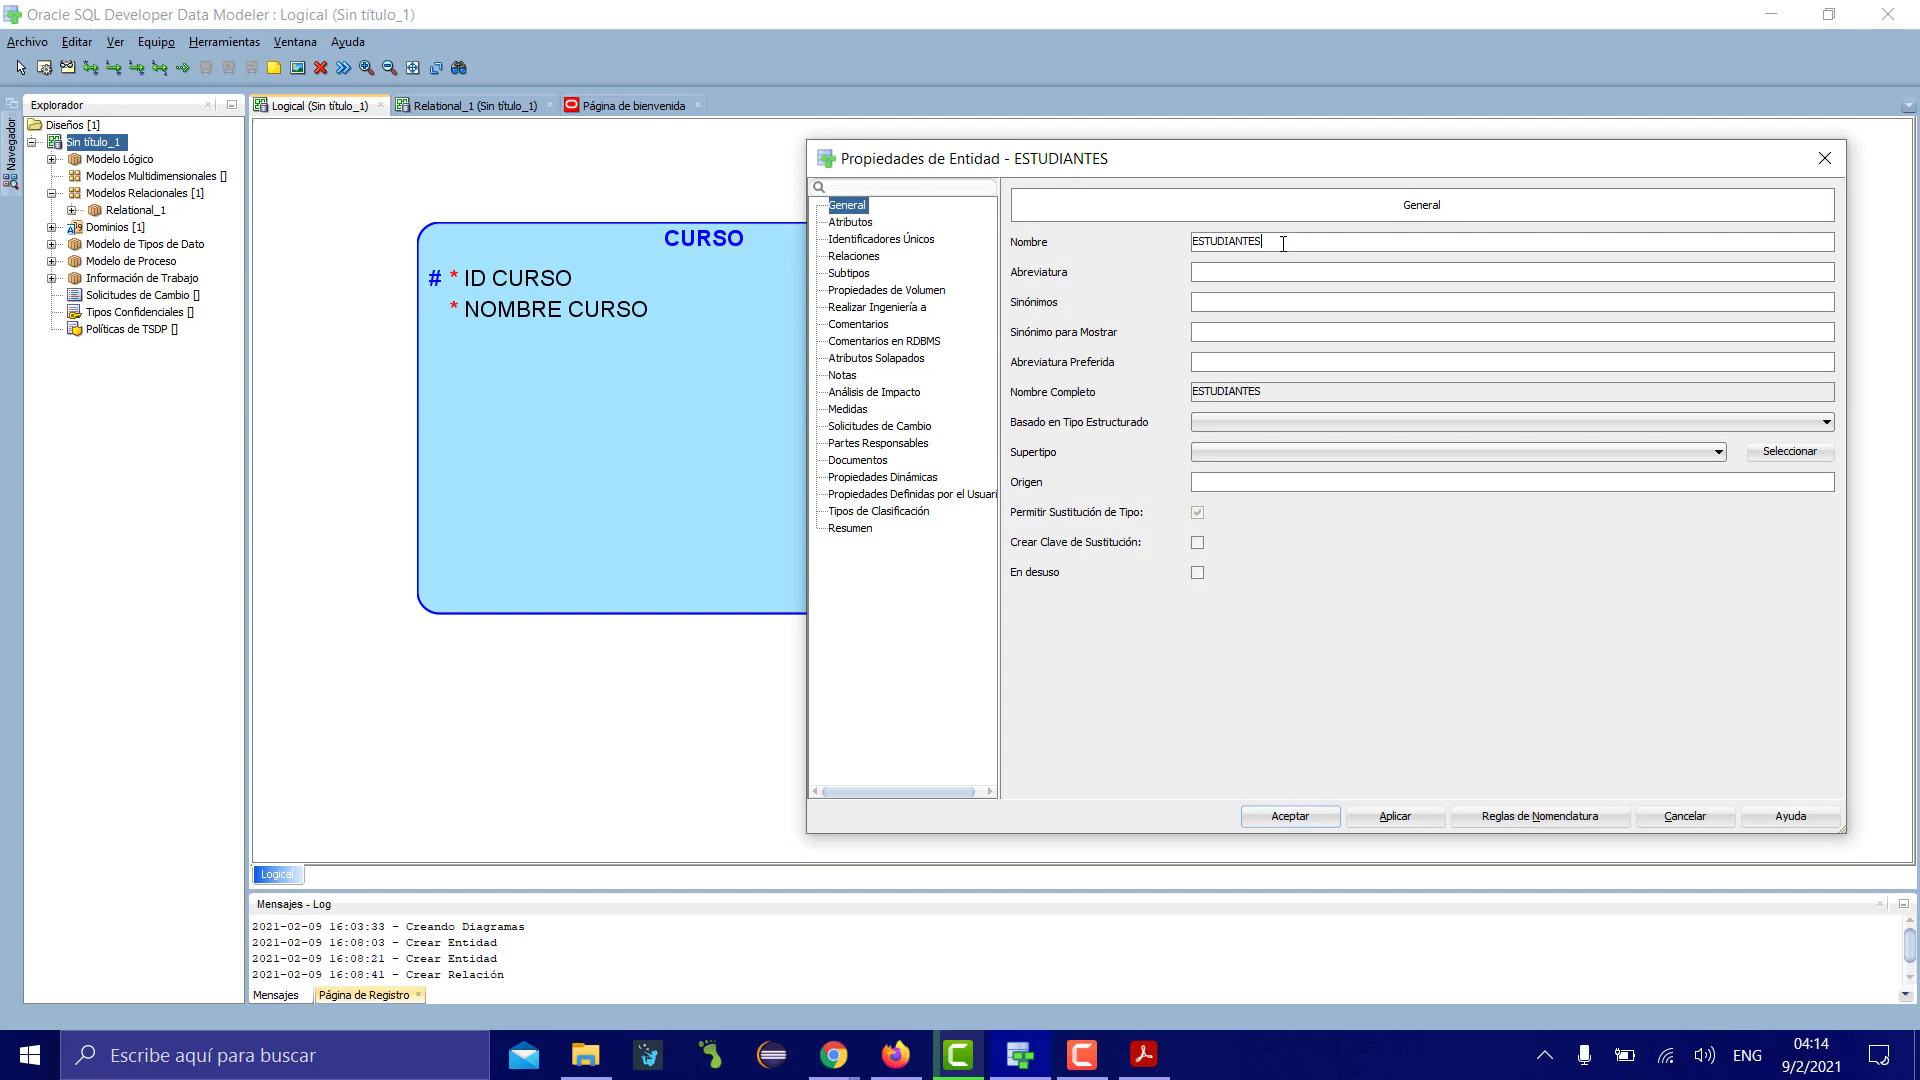 Oracle SQL Developer Data Modeler : Logical (Sin título_1)
Archivo Editar Ver Equipo Herramientas Ventana Ayuda
Navegador
Explorador
Diseños [1]
Sin título_1
Modelo Lógico
Modelos Multidimensionales []
Modelos Relacionales [1]
Relational_1
Dominios [1]
Modelo de Tipos de Dato
Modelo de Proceso
Información de Trabajo
Solicitudes de Cambio []
Tipos Confidenciales []
Políticas de TSDP []
Logical (Sin título_1) Relational_1 (Sin título_1) Página de bienvenida
CURSO
# * ID CURSO
* NOMBRE CURSO
Propiedades de Entidad - ESTUDIANTES
General
Atributos
Identificadores Únicos
Relaciones
Subtipos
Propiedades de Volumen
Realizar Ingeniería a
Comentarios
Comentarios en RDBMS
Atributos Solapados
Notas
Análisis de Impacto
Medidas
Solicitudes de Cambio
Partes Responsables
Documentos
Propiedades Dinámicas
Propiedades Definidas por el Usuari
Tipos de Clasificación
Resumen
General
Nombre ESTUDIANTES
Abreviatura
Sinónimos
Sinónimo para Mostrar
Abreviatura Preferida
Nombre Completo ESTUDIANTES
Basado en Tipo Estructurado
Supertipo Seleccionar
Origen
Permitir Sustitución de Tipo:
Crear Clave de Sustitución:
En desuso
Aceptar Aplicar Reglas de Nomenclatura Cancelar Ayuda
Logical
Mensajes - Log
2021-02-09 16:03:33 - Creando Diagramas
2021-02-09 16:08:03 - Crear Entidad
2021-02-09 16:08:21 - Crear Entidad
2021-02-09 16:08:41 - Crear Relación
Mensajes Página de Registro
Escribe aquí para buscar
ENG
04:14
9/2/2021